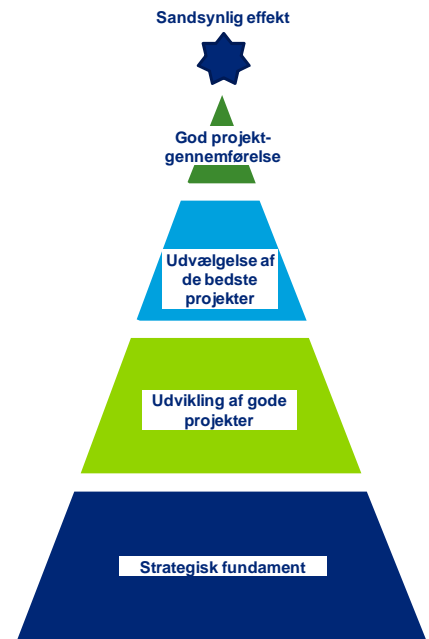 Sandsynlig effekt
God projekt-
gennemførelse
Udvælgelse af
de bedste
projekter
Udvikling af gode
projekter
Strategisk fundament